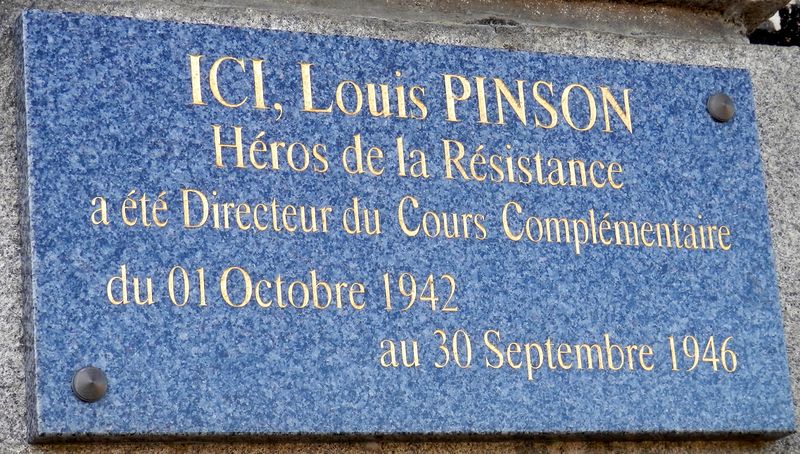 ICI, Louis PINSON
Héros de la Résistance
a été Directeur du Cours Complémentaire
du 01 Octobre 1942
au 30 Septembre 1946